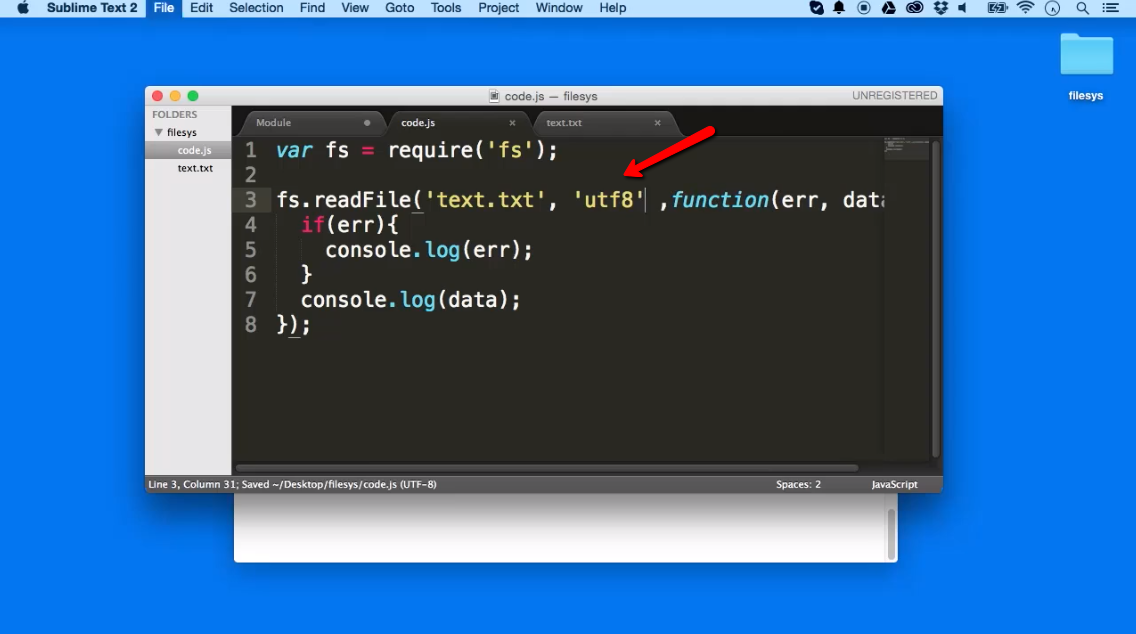 Sublime Text 2 File Edit Selection Find View Goto Tools Project Window Help
filesys
code.js — filesys UNREGISTERED
FOLDERS
filesys
code.js
text.txt
Module code.js text.txt
1 var fs = require('fs');
2
3 fs.readFile('text.txt', 'utf8' ,function(err, data
4 if(err){
5 console.log(err);
6 }
7 console.log(data);
8 });
Line 3, Column 31; Saved ~/Desktop/filesys/code.js (UTF-8) Spaces: 2 JavaScript